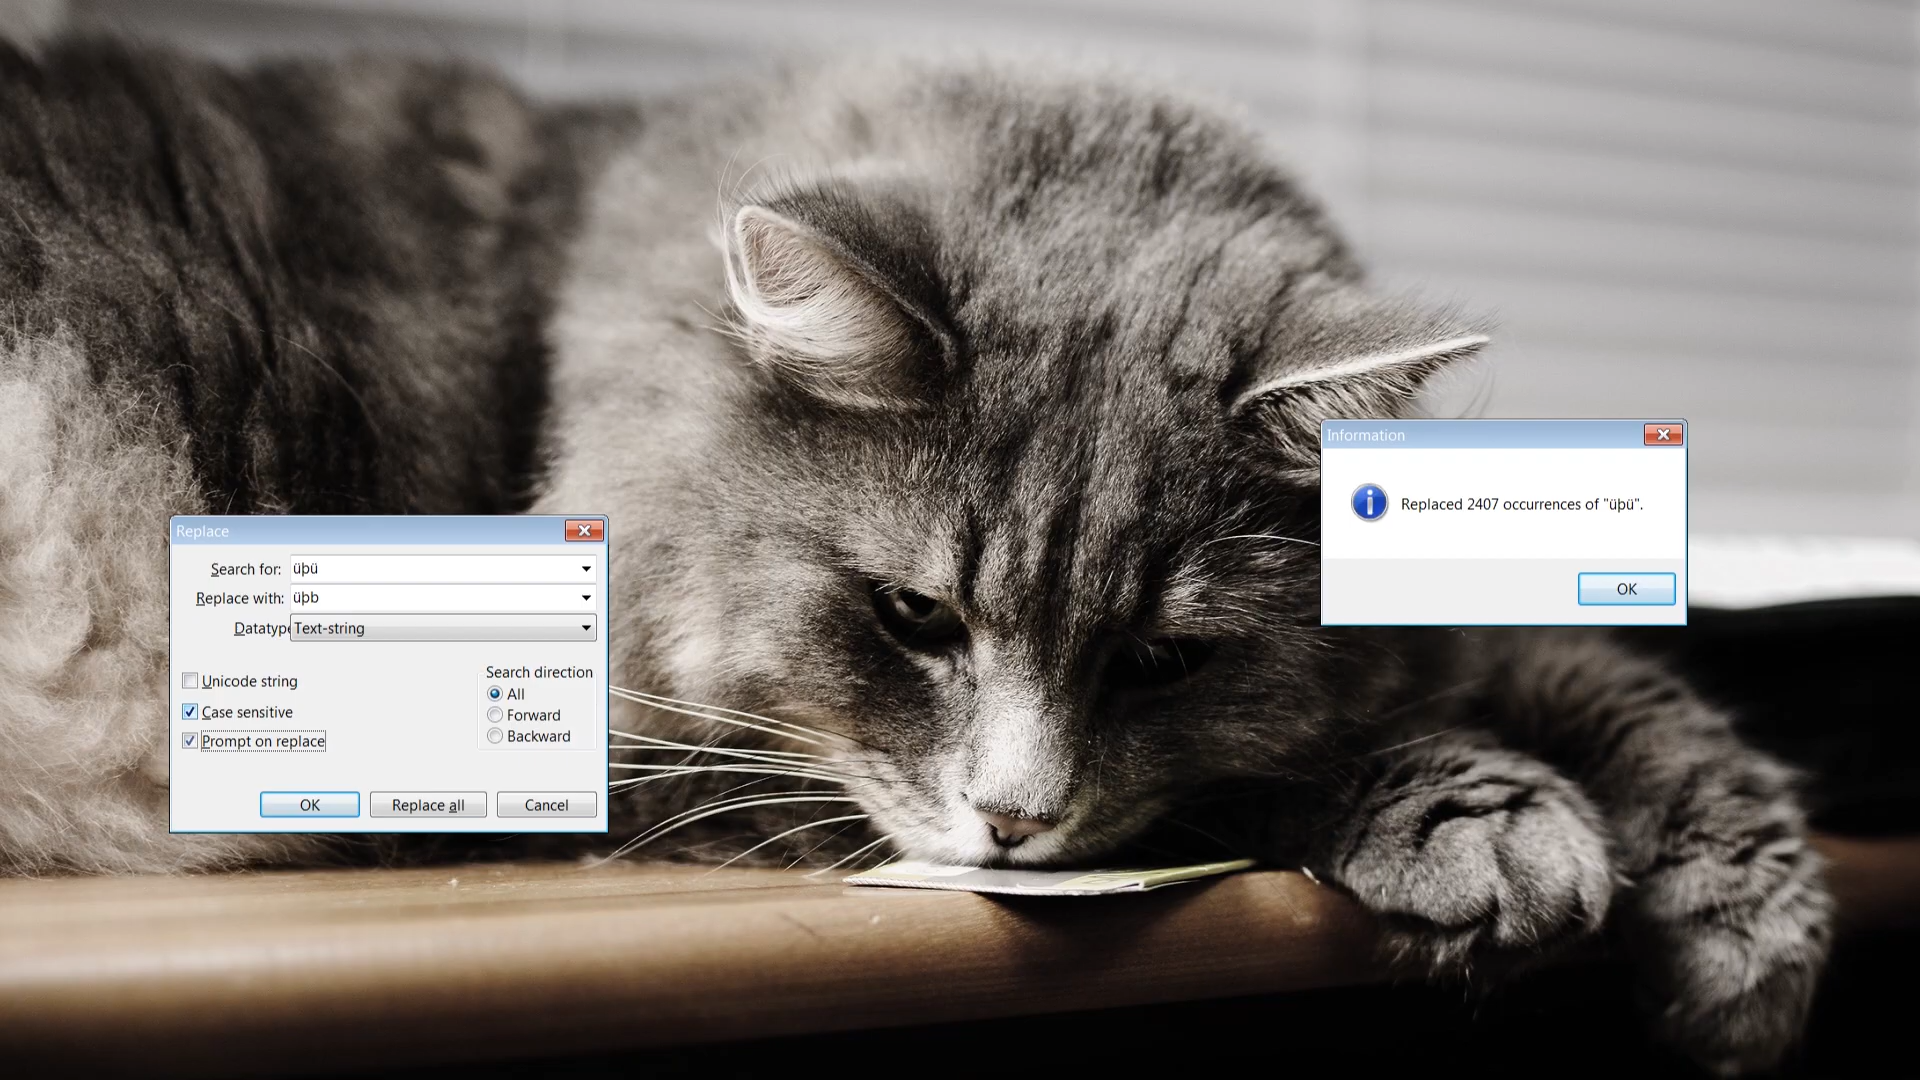 Replace
Search for: üþü
Replace with: üþb
Datatype Text-string
Unicode string
Case sensitive
Prompt on replace
Search direction
All
Forward
Backward
OK
Replace all
Cancel
Information
Replaced 2407 occurrences of "üþü".
OK